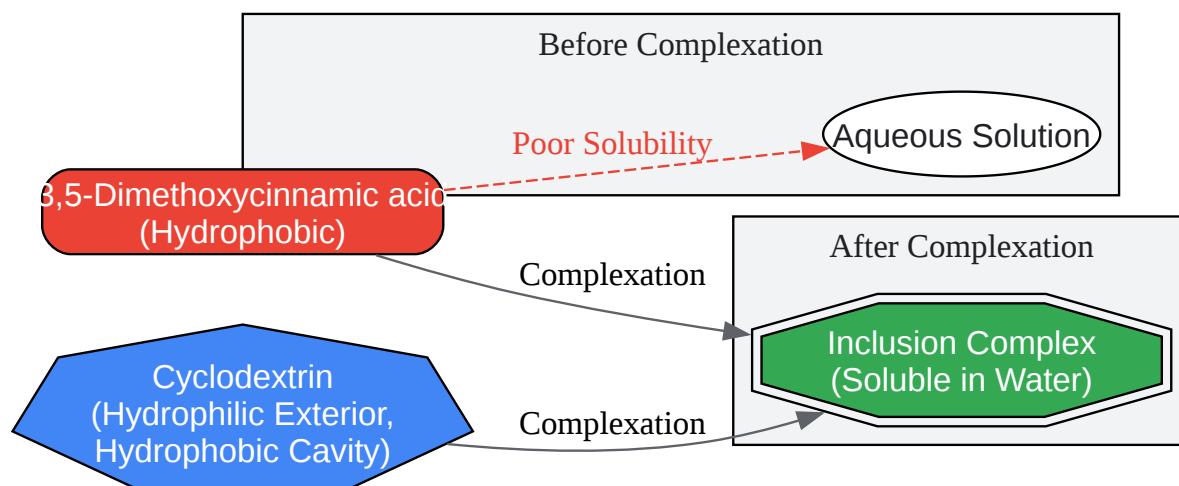 Before Complexation
Aqueous Solution
Poor Solubility
3,5-Dimethoxycinnamic acid
(Hydrophobic)
After Complexation
Complexation
Inclusion Complex
(Soluble in Water)
Cyclodextrin
(Hydrophilic Exterior,
Hydrophobic Cavity)
Complexation